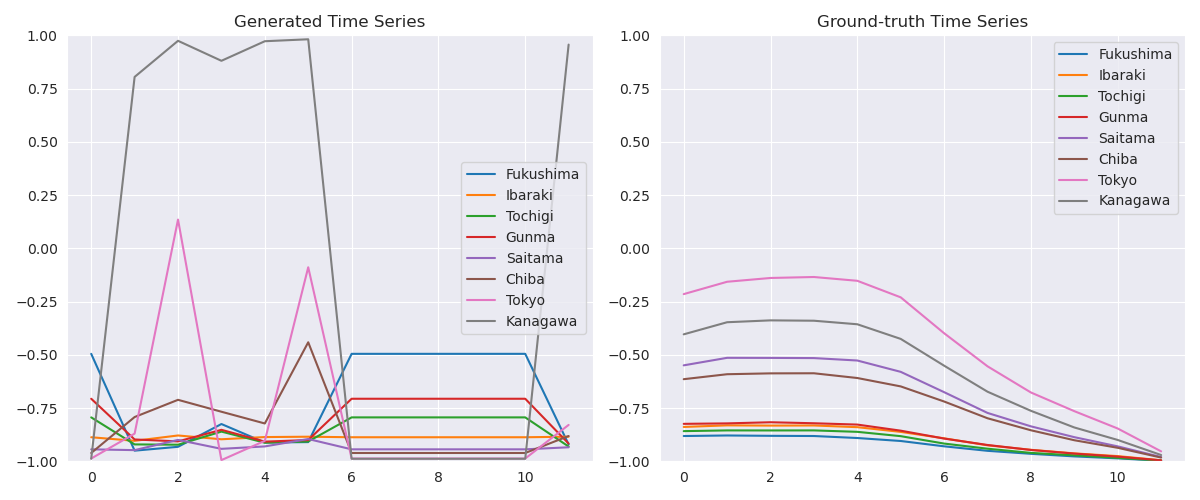 Generated Time Series
1.00
0.75
0.50
0.25
0.00
−0.25
−0.50
−0.75
−1.00
0 2 4 6 8 10
Fukushima
Ibaraki
Tochigi
Gunma
Saitama
Chiba
Tokyo
Kanagawa
Ground-truth Time Series
1.00
0.75
0.50
0.25
0.00
−0.25
−0.50
−0.75
−1.00
0 2 4 6 8 10
Fukushima
Ibaraki
Tochigi
Gunma
Saitama
Chiba
Tokyo
Kanagawa